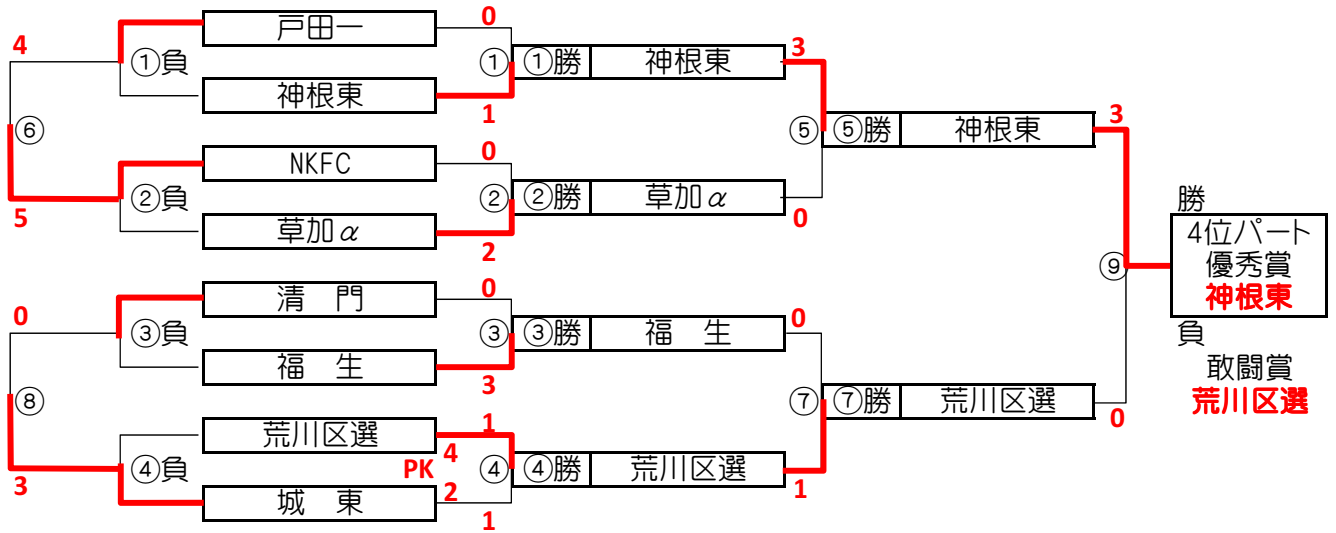 戸田一 0
4
①負 ① ①勝 神根東 3
神根東 1
⑥ ⑤ ⑤勝 神根東 3
NKFC 0
②負 ② ②勝 草加α 0
5
草加α 2
勝
4位パート
優秀賞
神根東
⑨
清　門 0
0
③負 ③ ③勝 福　生 0
福　生 3
負
敢闘賞
荒川区選
⑧ ⑦ ⑦勝 荒川区選 0
荒川区選 1
4
PK
④負 ④ ④勝 荒川区選 1
3
2
城　東 1